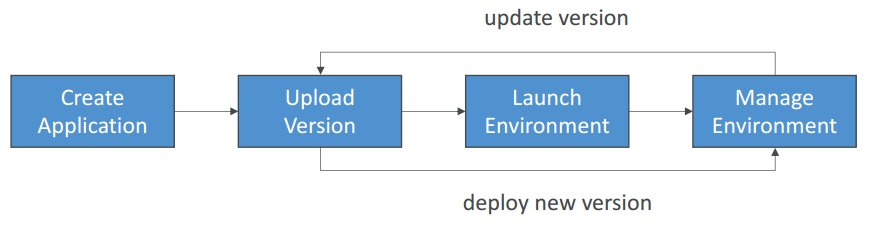 update version
Create
Application
Upload
Version
Launch
Environment
Manage
Environment
deploy new version